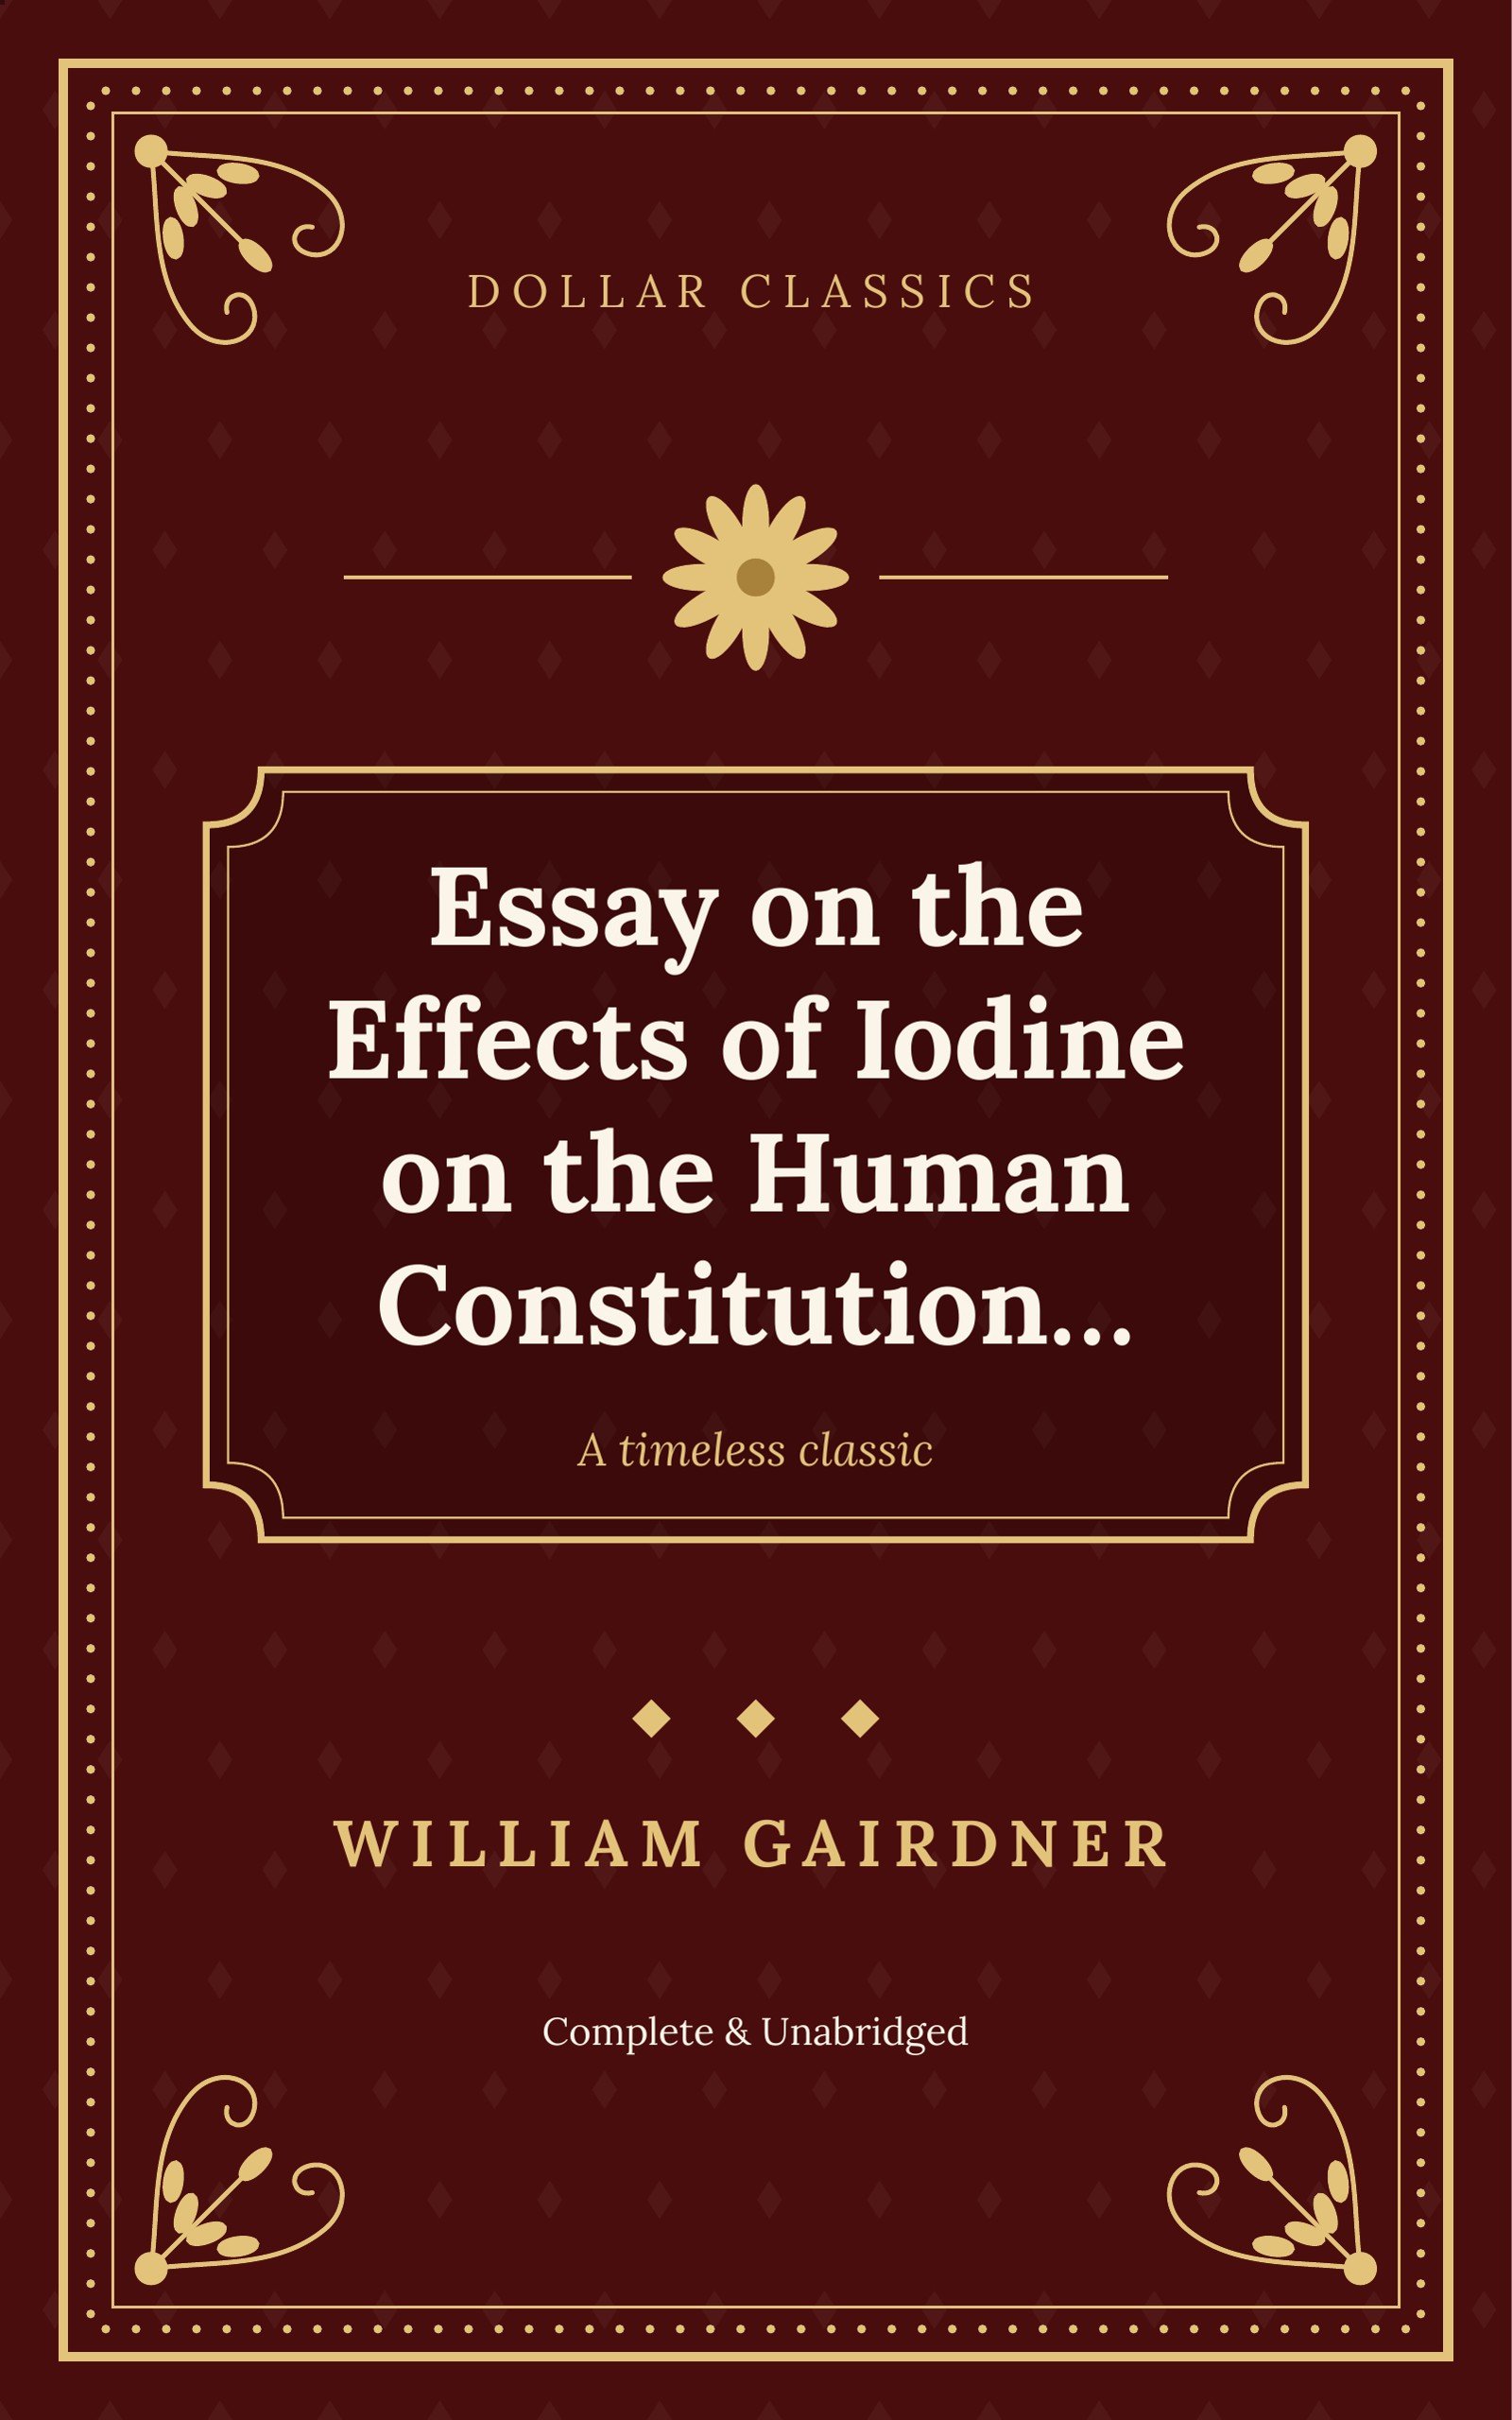 DOLLAR CLASSICS
Essay on the
Effects of Iodine
on the Human
Constitution...
A timeless classic
WILLIAM GAIRDNER
Complete & Unabridged